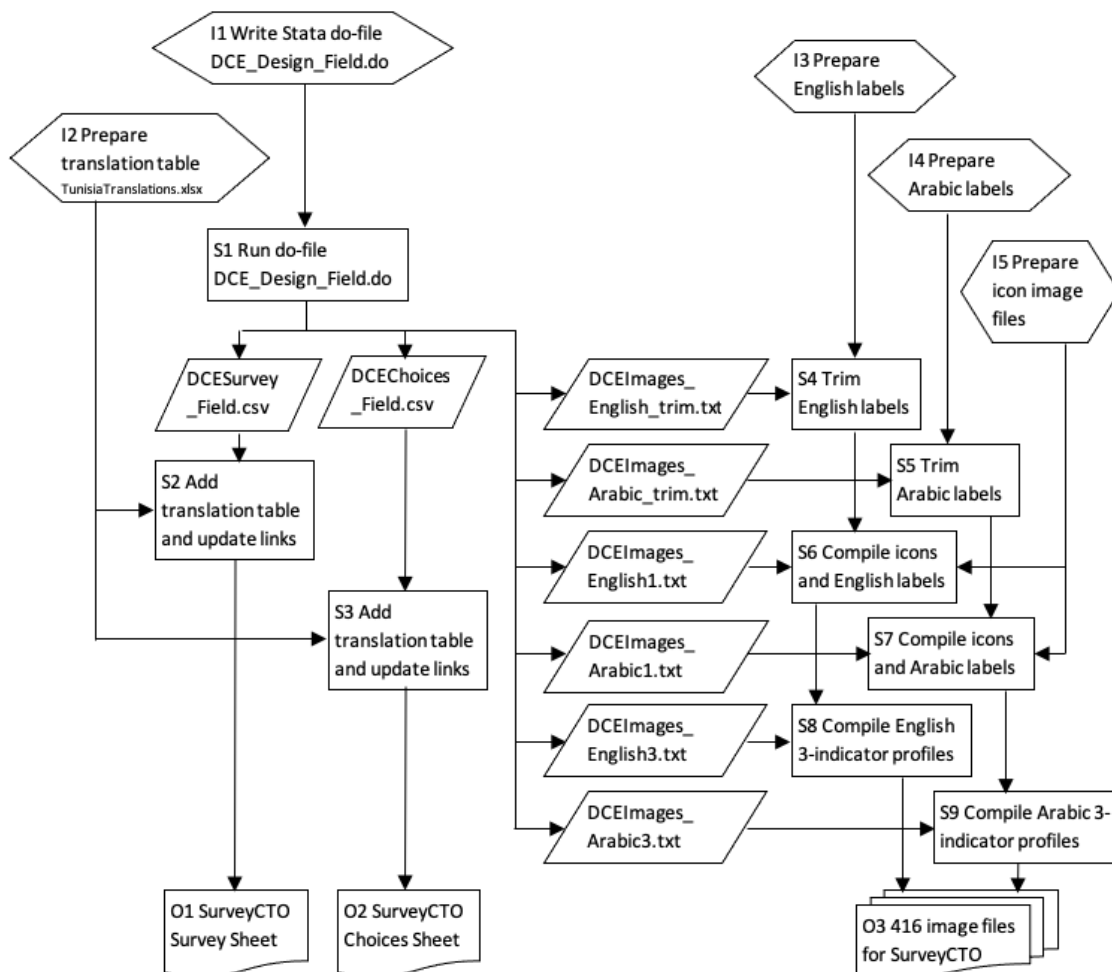 I1 Write Stata do-file
DCE_Design_Field.do
I2 Prepare
translation table
TunisiaTranslations.xlsx
I3 Prepare
English labels
I4 Prepare
Arabic labels
I5 Prepare
icon image
files
S1 Run do-file
DCE_Design_Field.do
DCESurvey
_Field.csv
DCEChoices
_Field.csv
DCEImages_
English_trim.txt
S4 Trim
English labels
DCEImages_
Arabic_trim.txt
S5 Trim
Arabic labels
S2 Add
translation table
and update links
DCEImages_
English1.txt
S6 Compile icons
and English labels
S3 Add
translation table
and update links
DCEImages_
Arabic1.txt
S7 Compile icons
and Arabic labels
DCEImages_
English3.txt
S8 Compile English
3-indicator profiles
DCEImages_
Arabic3.txt
S9 Compile Arabic 3-
indicator profiles
O1 SurveyCTO
Survey Sheet
O2 SurveyCTO
Choices Sheet
O3 416 image files
for SurveyCTO